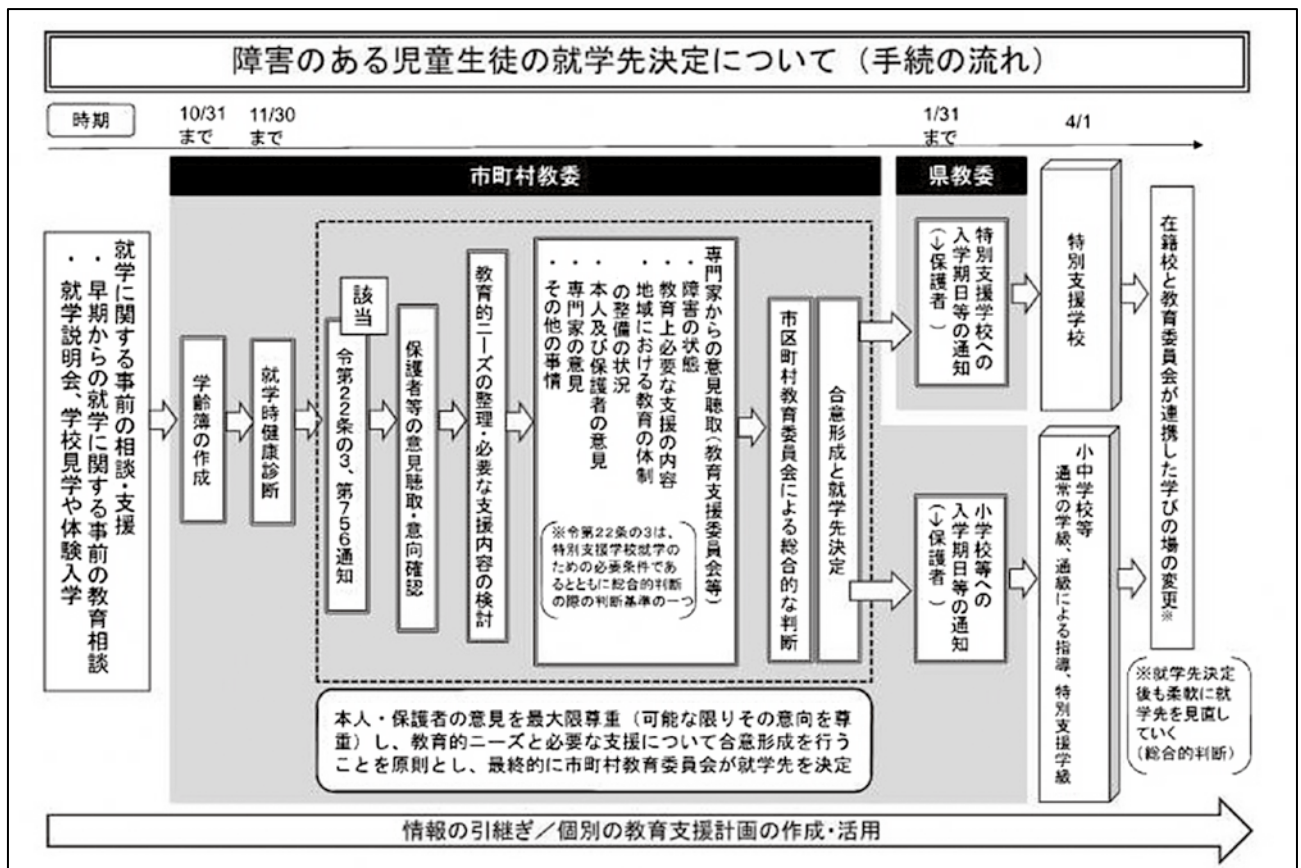 障害のある児童生徒の就学先決定について（手続の流れ）
時期
10/31
まで
11/30
まで
1/31
まで
4/1
市町村教委
県教委
就学に関する事前の相談・支援
・早期からの就学に関する事前の教育相談
・就学説明会、学校見学や体験入学
学齢簿の作成
就学時健康診断
該当
令第22条の3、第756通知
保護者等の意見聴取・意向確認
教育的ニーズの整理・必要な支援内容の検討
専門家からの意見聴取（教育支援委員会等）
・障害の状態
・教育上必要な支援の内容
・地域における教育の体制
の整備の状況
・本人及び保護者の意見
・専門家の意見
・その他の事情
※令第22条の3は、
特別支援学校就学の
ための必要条件であ
るとともに総合的判断
の際の判断基準の一つ
市区町村教育委員会による総合的な判断
合意形成と就学先決定
特別支援学校への
入学期日等の通知
（→保護者）
小学校等への
入学期日等の通知
（→保護者）
特別支援学校
小中学校等
通常の学級、通級による指導、特別支援学級
在籍校と教育委員会が連携した学びの場の変更※
※就学先決定
後も柔軟に就
学先を見直し
ていく
（総合的判断）
本人・保護者の意見を最大限尊重（可能な限りその意向を尊
重）し、教育的ニーズと必要な支援について合意形成を行う
ことを原則とし、最終的に市町村教育委員会が就学先を決定
情報の引継ぎ／個別の教育支援計画の作成・活用